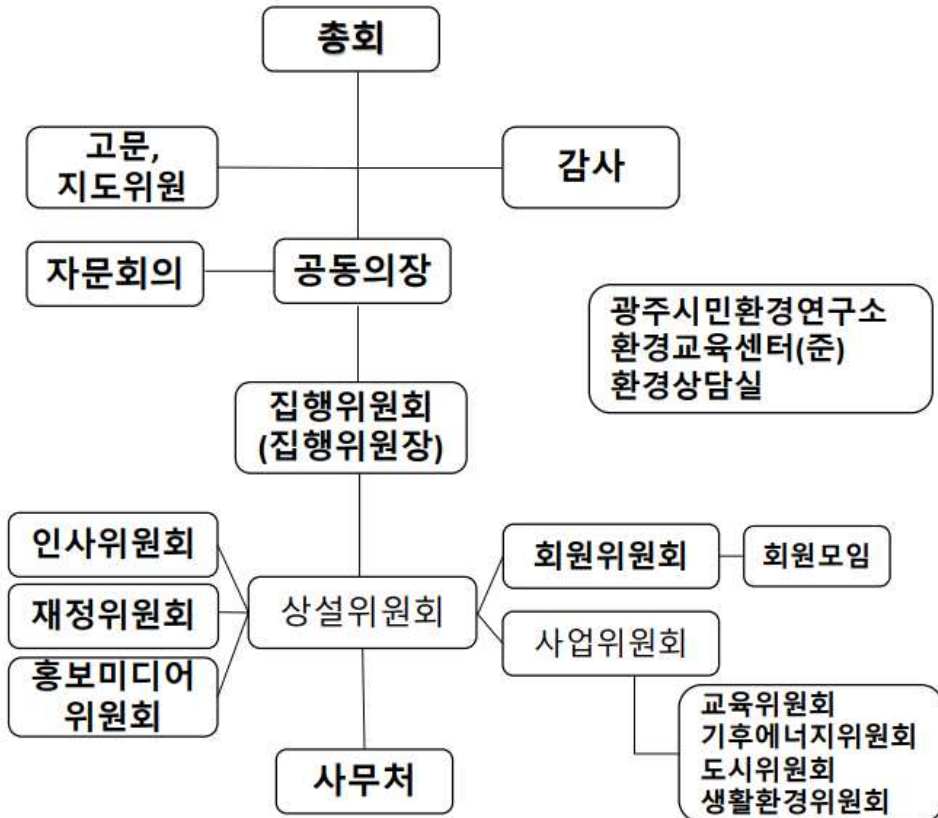 총회
고문,
지도위원
감사
자문회의
공동의장
광주시민환경연구소
환경교육센터(준)
환경상담실
집행위원회
(집행위원장)
인사위원회
회원위원회
회원모임
재정위원회
상설위원회
사업위원회
홍보미디어
위원회
교육위원회
기후에너지위원회
도시위원회
생활환경위원회
사무처